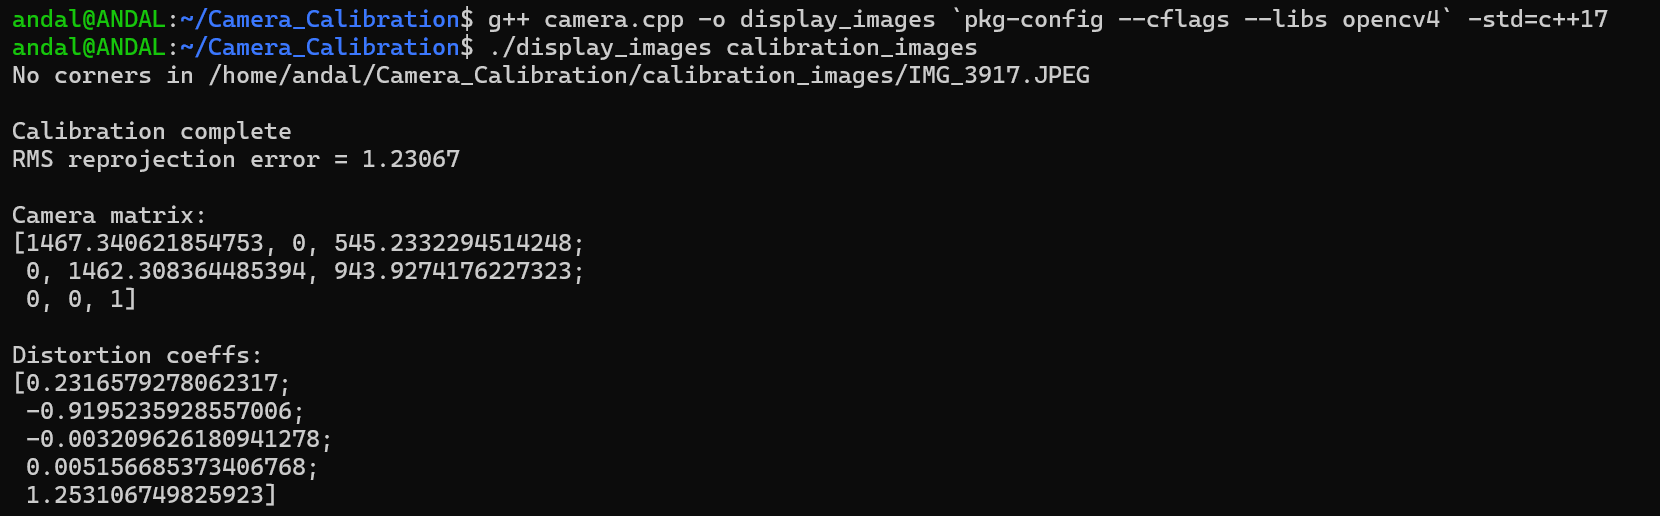 andal@ANDAL:~/Camera_Calibration$ g++ camera.cpp -o display_images `pkg-config --cflags --libs opencv4` -std=c++17
andal@ANDAL:~/Camera_Calibration$ ./display_images calibration_images
No corners in /home/andal/Camera_Calibration/calibration_images/IMG_3917.JPEG
Calibration complete
RMS reprojection error = 1.23067
Camera matrix:
[1467.340621854753, 0, 545.2332294514248;
 0, 1462.308364485394, 943.9274176227323;
 0, 0, 1]
Distortion coeffs:
[0.2316579278062317;
 -0.9195235928557006;
 -0.003209626180941278;
 0.005156685373406768;
 1.253106749825923]